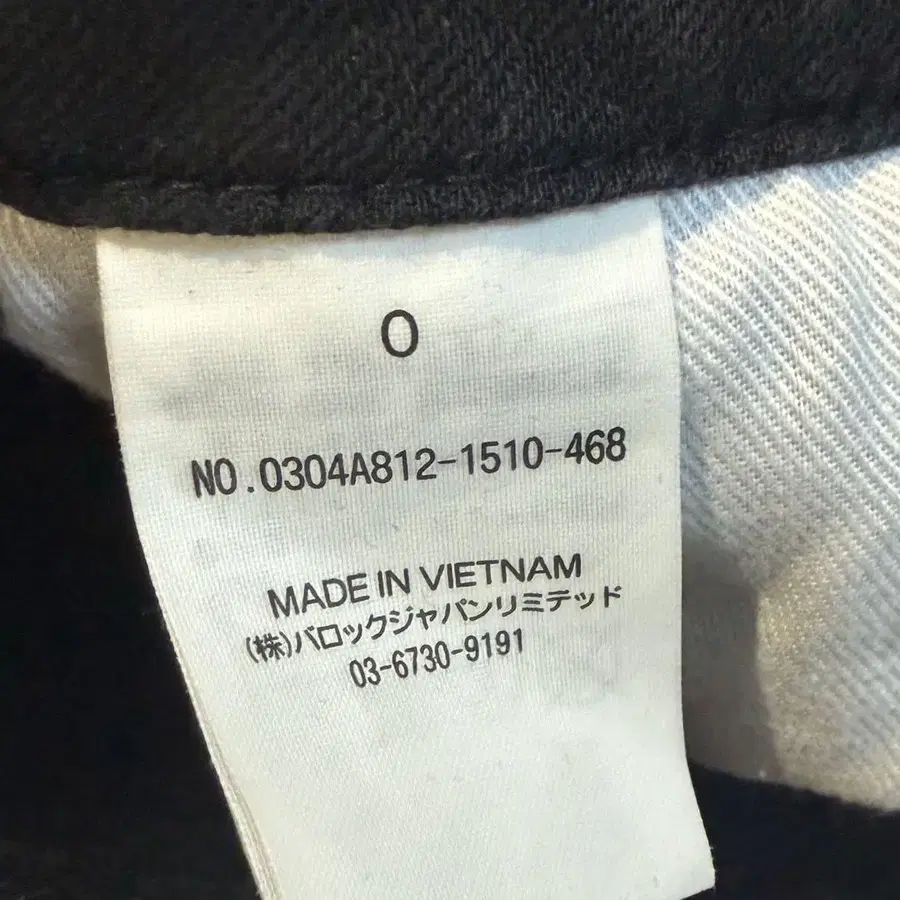 0
NO.0304A812-1510-468
MADE IN VIETNAM
(株)バロックジャパンリミテッド
03-6730-9191